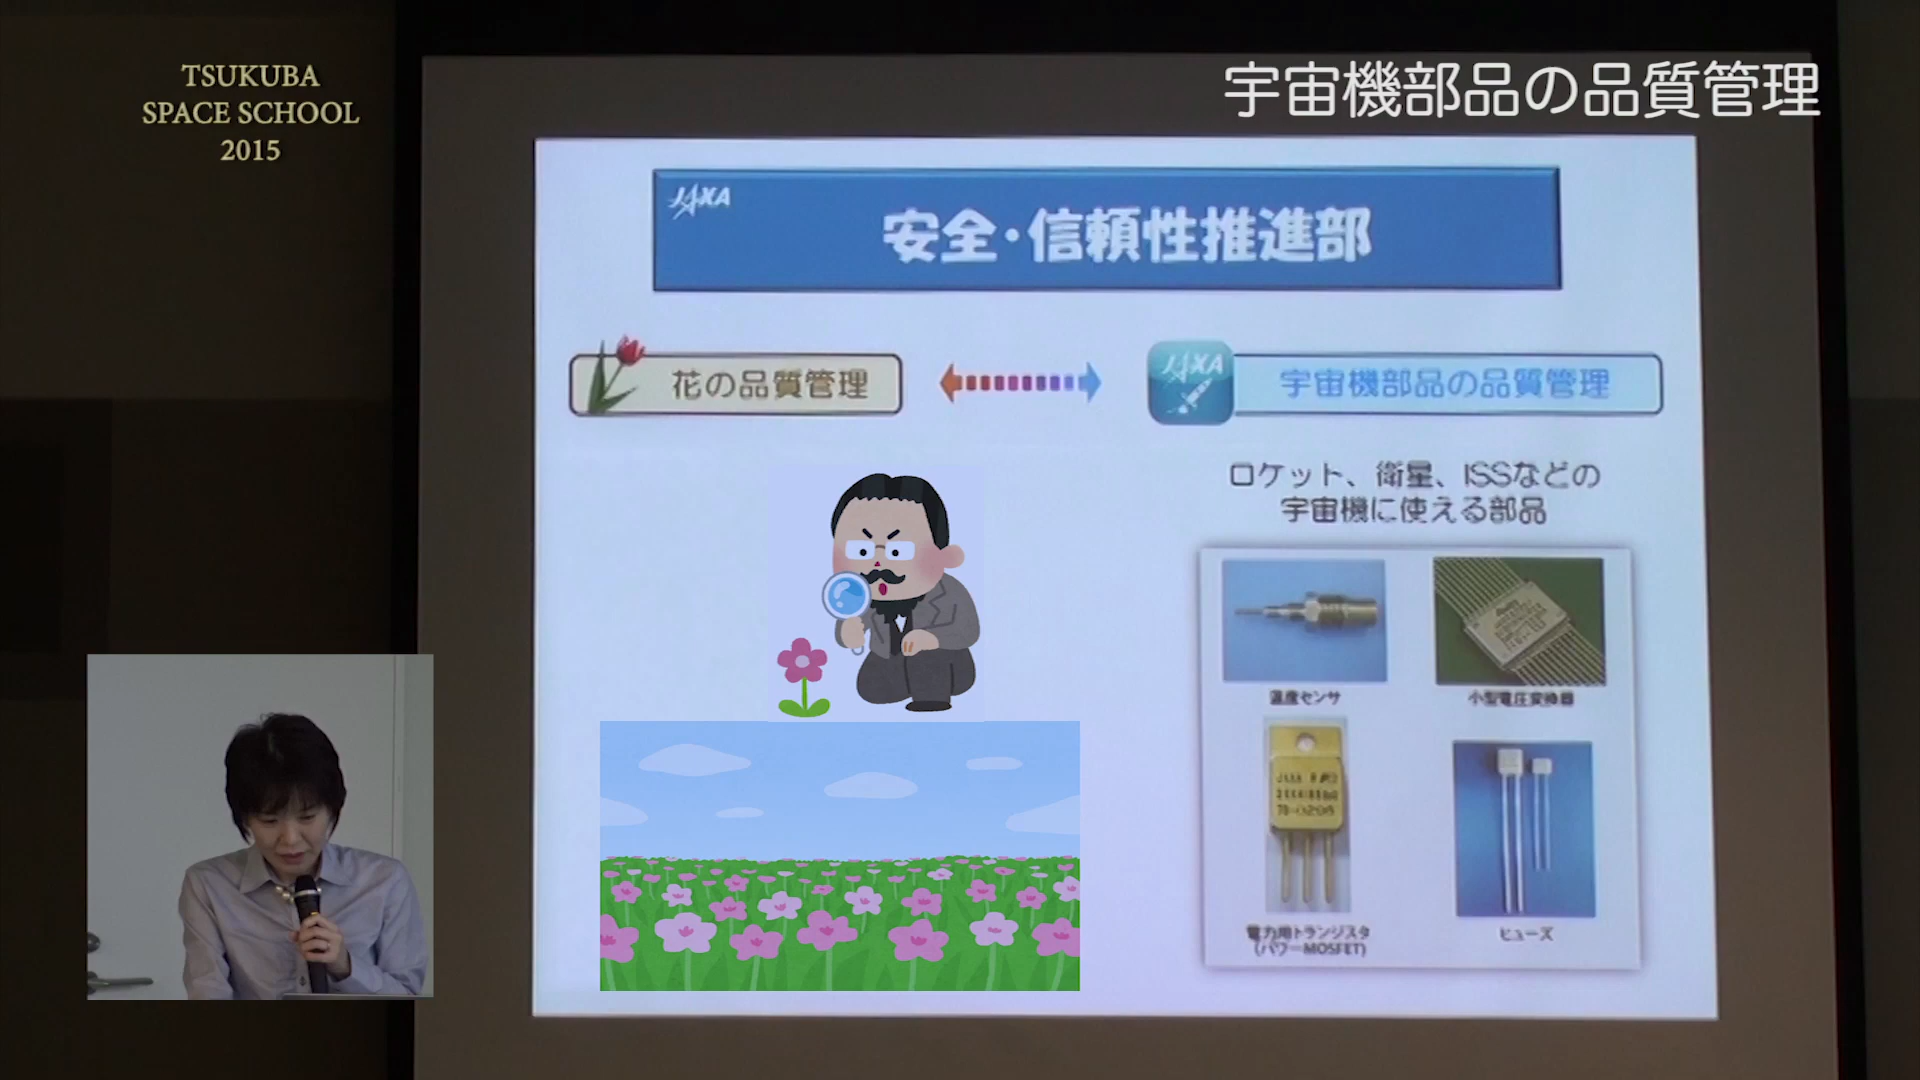 TSUKUBA
SPACE SCHOOL
2015
宇宙機部品の品質管理
JAXA
安全・信頼性推進部
花の品質管理
JAXA
宇宙機部品の品質管理
ロケット、衛星、ISSなどの
宇宙機に使える部品
温度センサ
小型電圧変換器
電力用トランジスタ
(パワーMOSFET)
ヒューズ